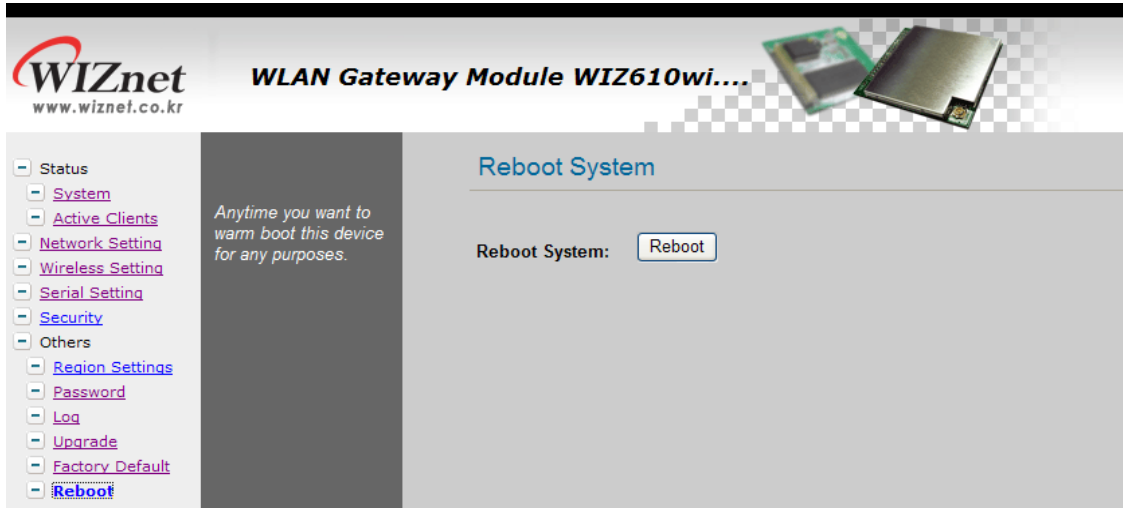 WIZnet
www.wiznet.co.kr
WLAN Gateway Module WIZ610wi....
Status
System
Active Clients
Network Setting
Wireless Setting
Serial Setting
Security
Others
Region Settings
Password
Log
Upgrade
Factory Default
Reboot
Anytime you want to
warm boot this device
for any purposes.
Reboot System
Reboot System: Reboot